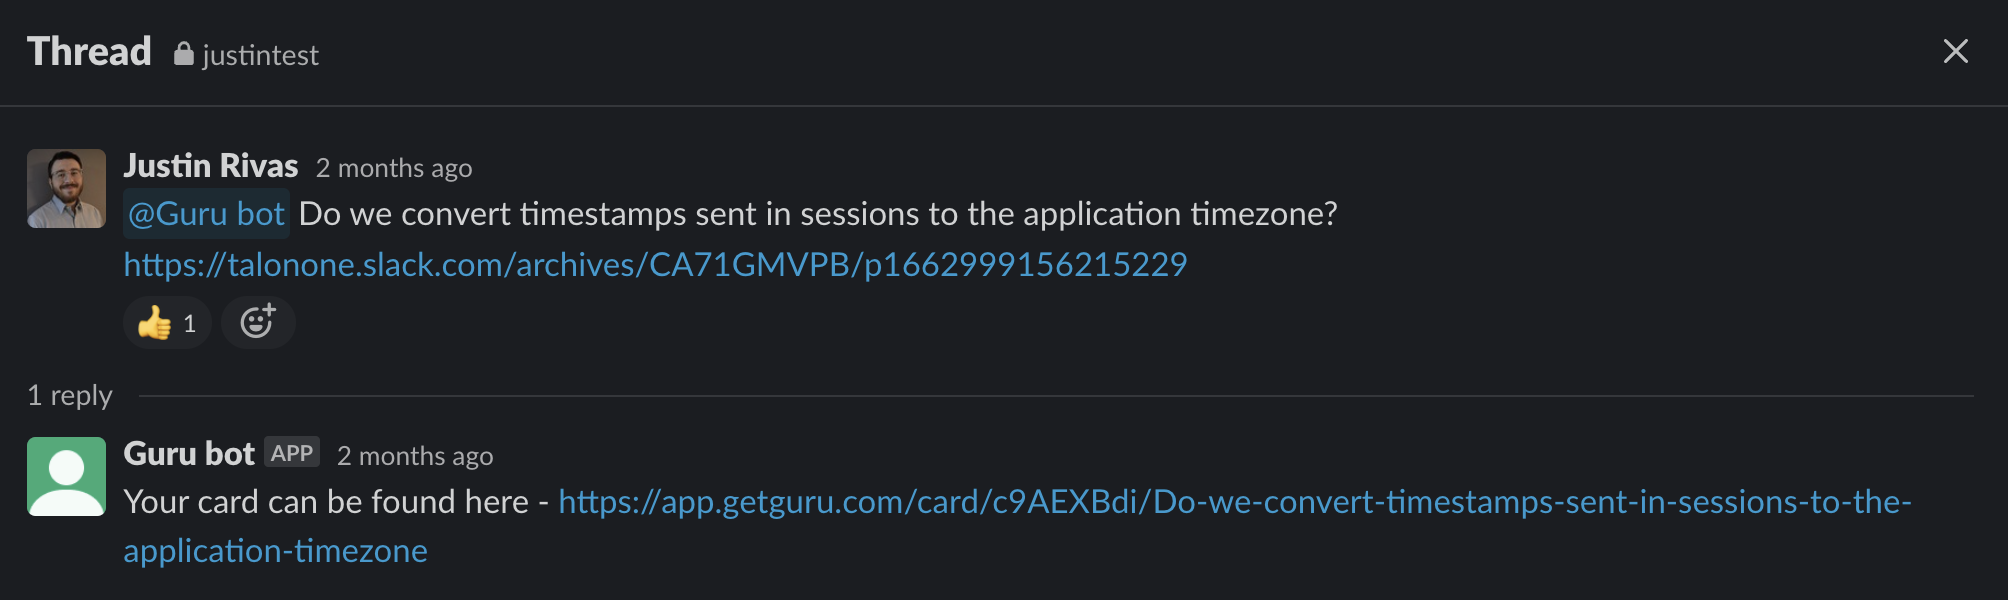 Thread justintest
Justin Rivas 2 months ago
@Guru bot Do we convert timestamps sent in sessions to the application timezone?
https://talonone.slack.com/archives/CA71GMVPB/p1662999156215229
1
1 reply
Guru bot APP 2 months ago
Your card can be found here - https://app.getguru.com/card/c9AEXBdi/Do-we-convert-timestamps-sent-in-sessions-to-the-
application-timezone